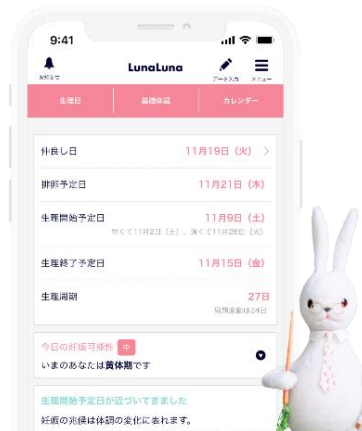 9:41
お知らせ
LunaLuna
データ入力
メニュー
生理日
基礎体温
カレンダー
仲良し日
11月19日（火）
排卵予定日
11月21日（木）
生理開始予定日
11月9日（土）
早くて11月2日（土）、遅くて11月26日（火）
生理終了予定日
11月15日（金）
生理周期
27日
周期変動は24日
今日の妊娠可能性 中
いまのあなたは黄体期です
生理開始予定日が近づいてきました
妊娠の兆候は体調の変化に表れます。